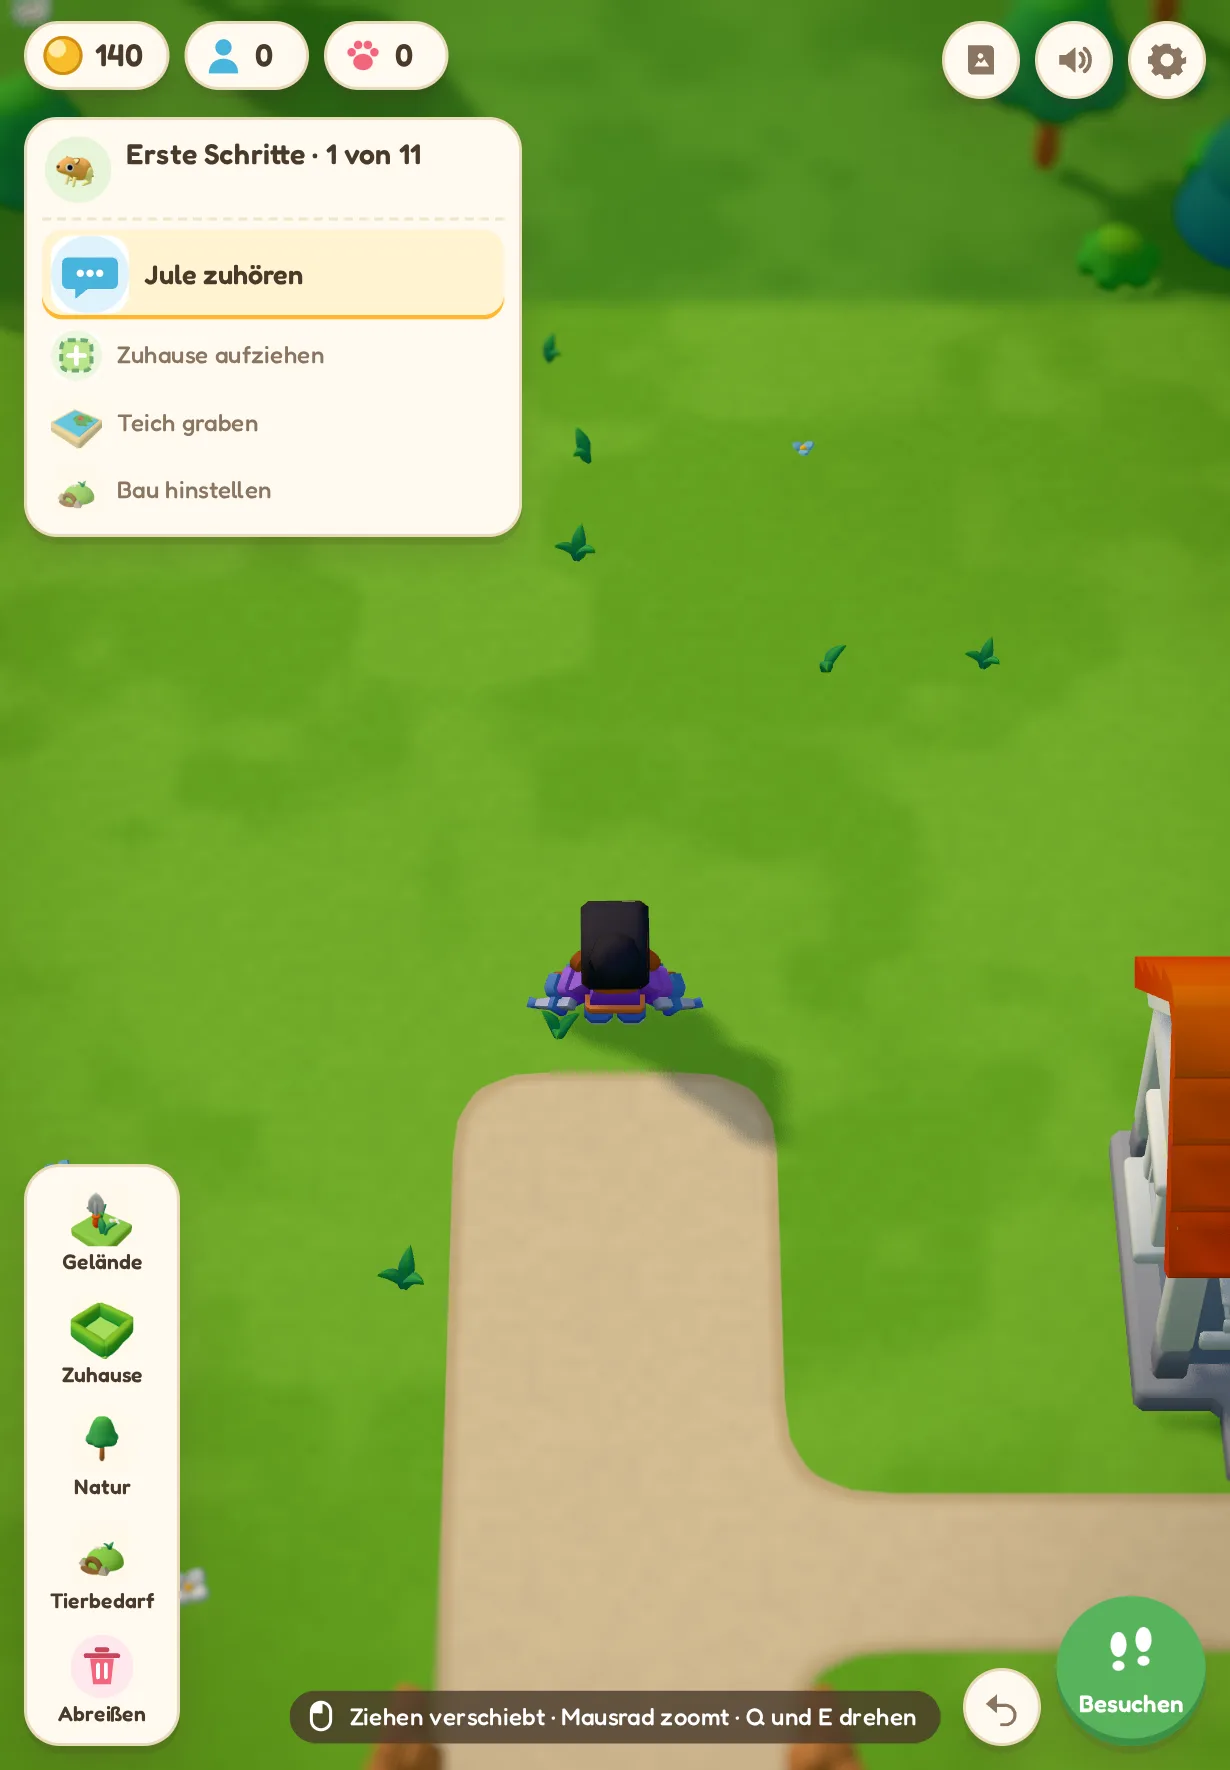 140
0
0
Erste Schritte · 1 von 11
Jule zuhören
Zuhause aufziehen
Teich graben
Bau hinstellen
Gelände
Zuhause
Natur
Tierbedarf
Abreißen
Ziehen verschiebt · Mausrad zoomt · Q und E drehen
Besuchen